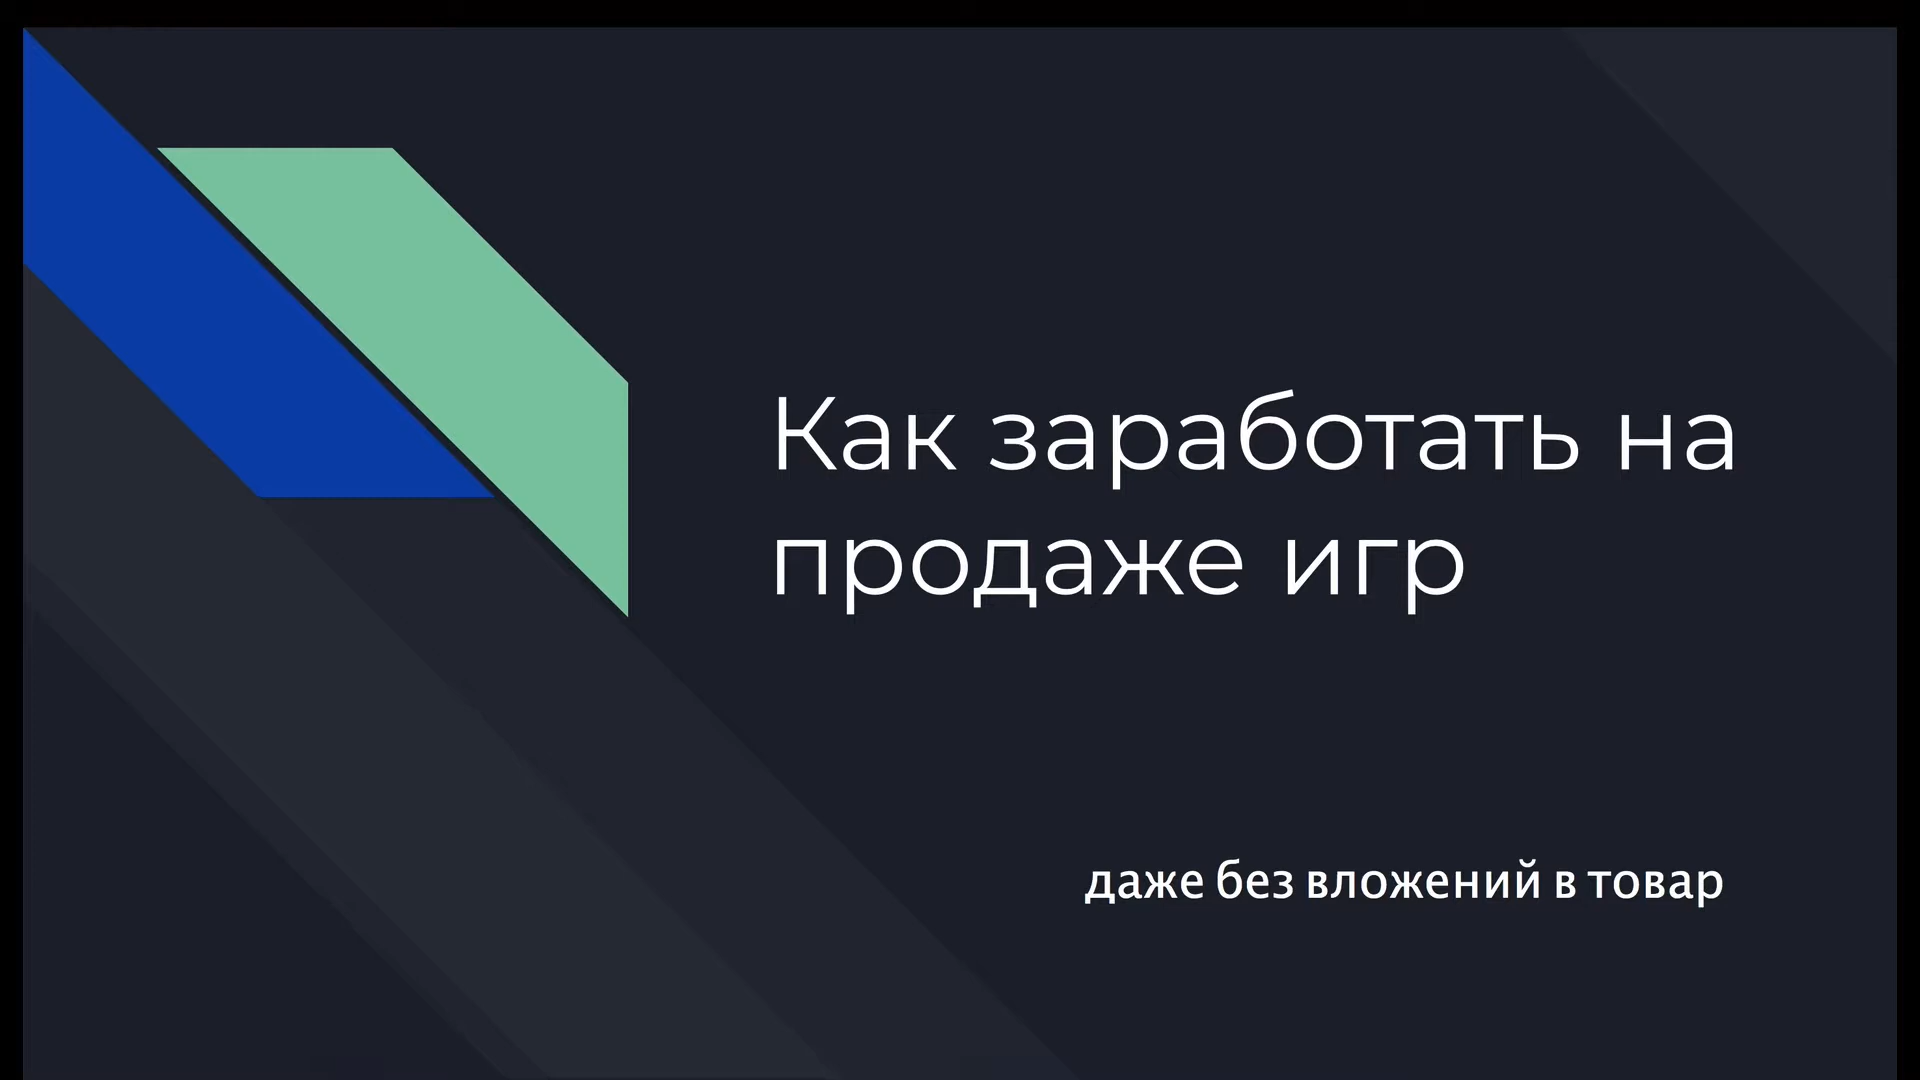 Как заработать на
продаже игр
даже без вложений в товар